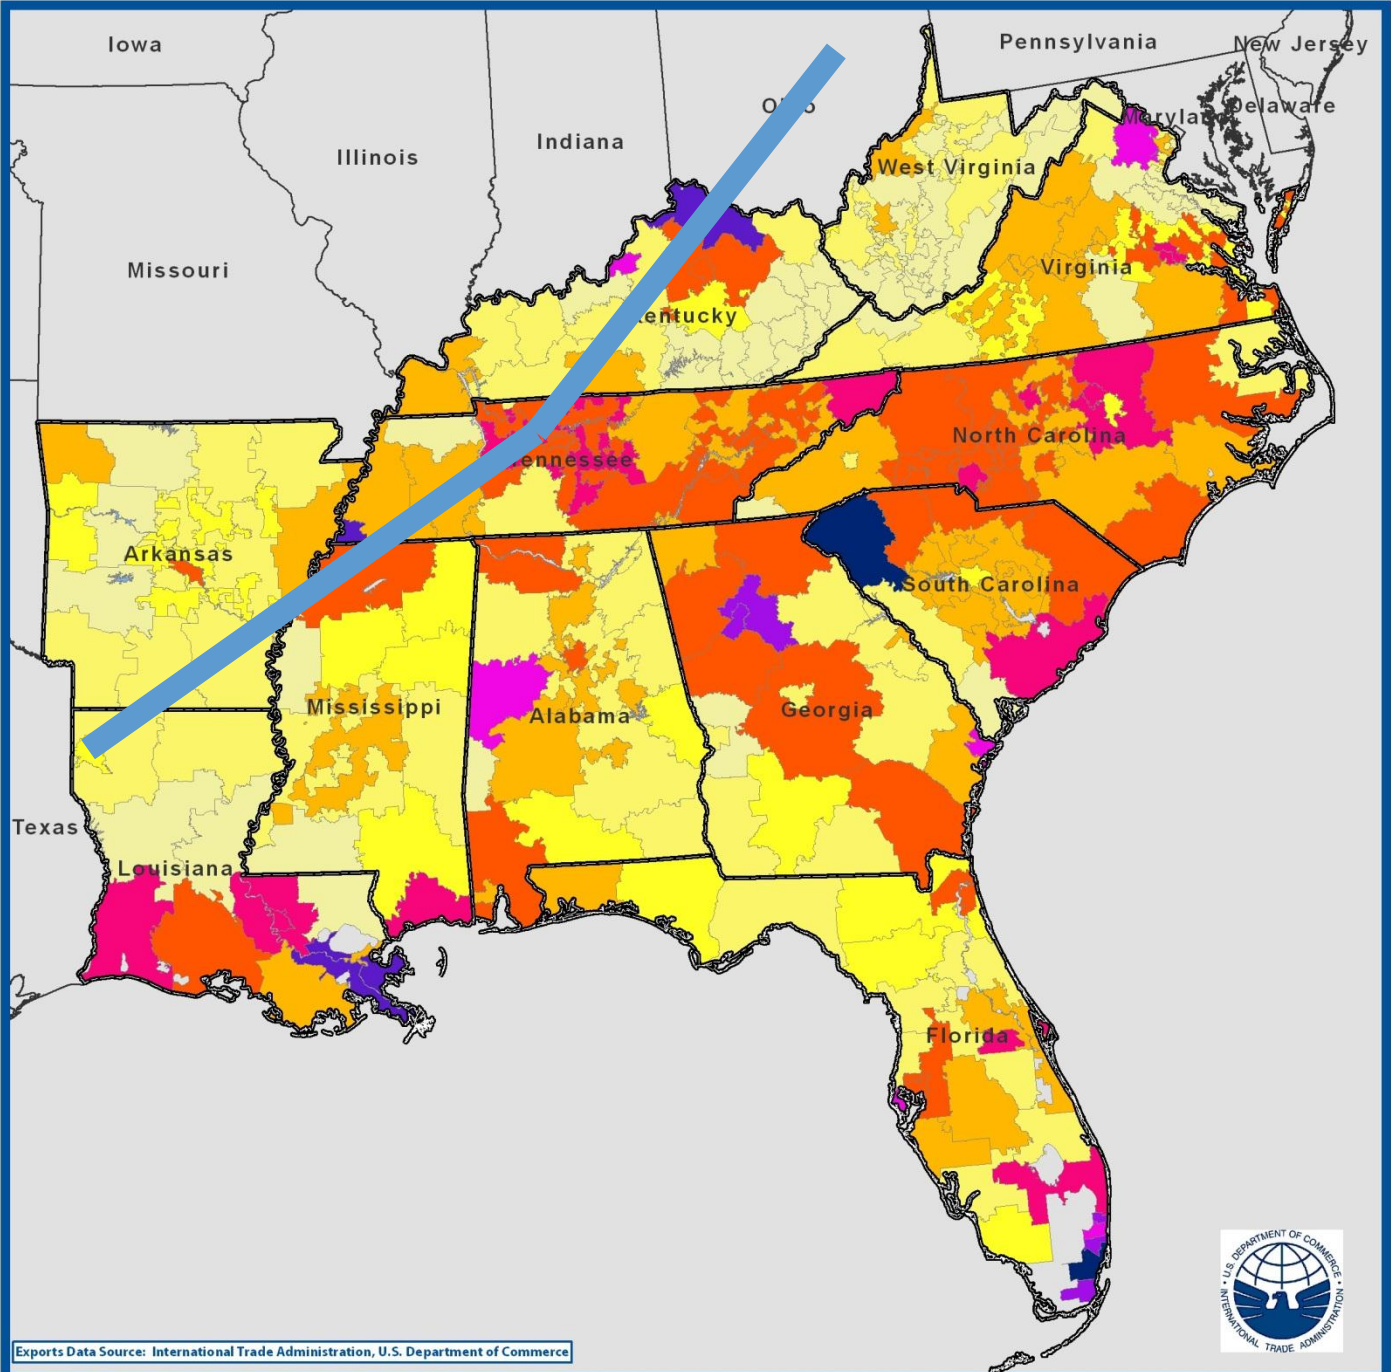 Iowa
Pennsylvania
New Jersey
Delaware
Illinois
Indiana
West Virginia
Missouri
Virginia
North Carolina
Arkansas
South Carolina
Mississippi
Alabama
Georgia
Texas
Louisiana
Florida
U.S. DEPARTMENT OF COMMERCE
INTERNATIONAL TRADE ADMINISTRATION
Exports Data Source: International Trade Administration, U.S. Department of Commerce